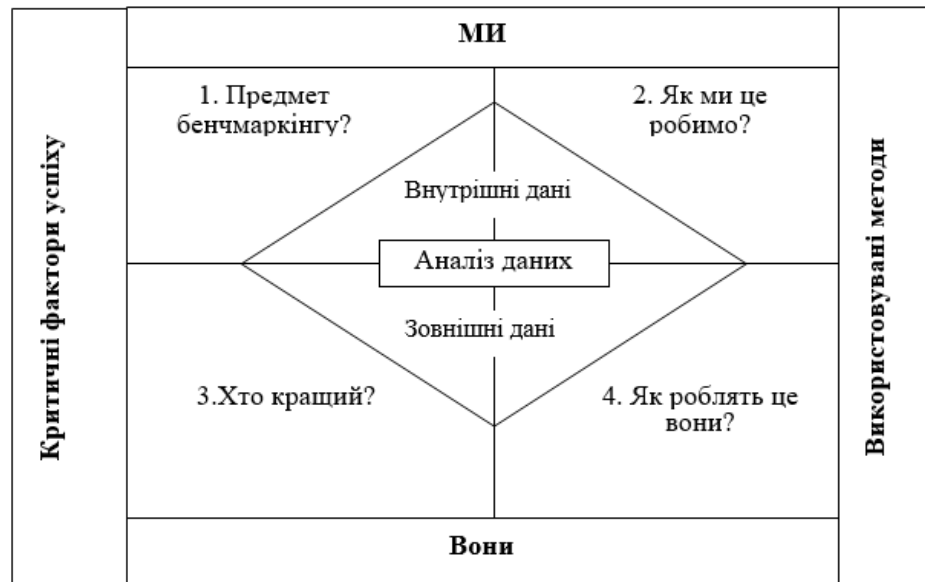 МИ
1. Предмет
бенчмаркінгу?
2. Як ми це
робимо?
Критичні фактори успіху
Внутрішні дані
Аналіз даних
Зовнішні дані
Використовувані методи
3.Хто кращий?
4. Як роблять це
вони?
Вони